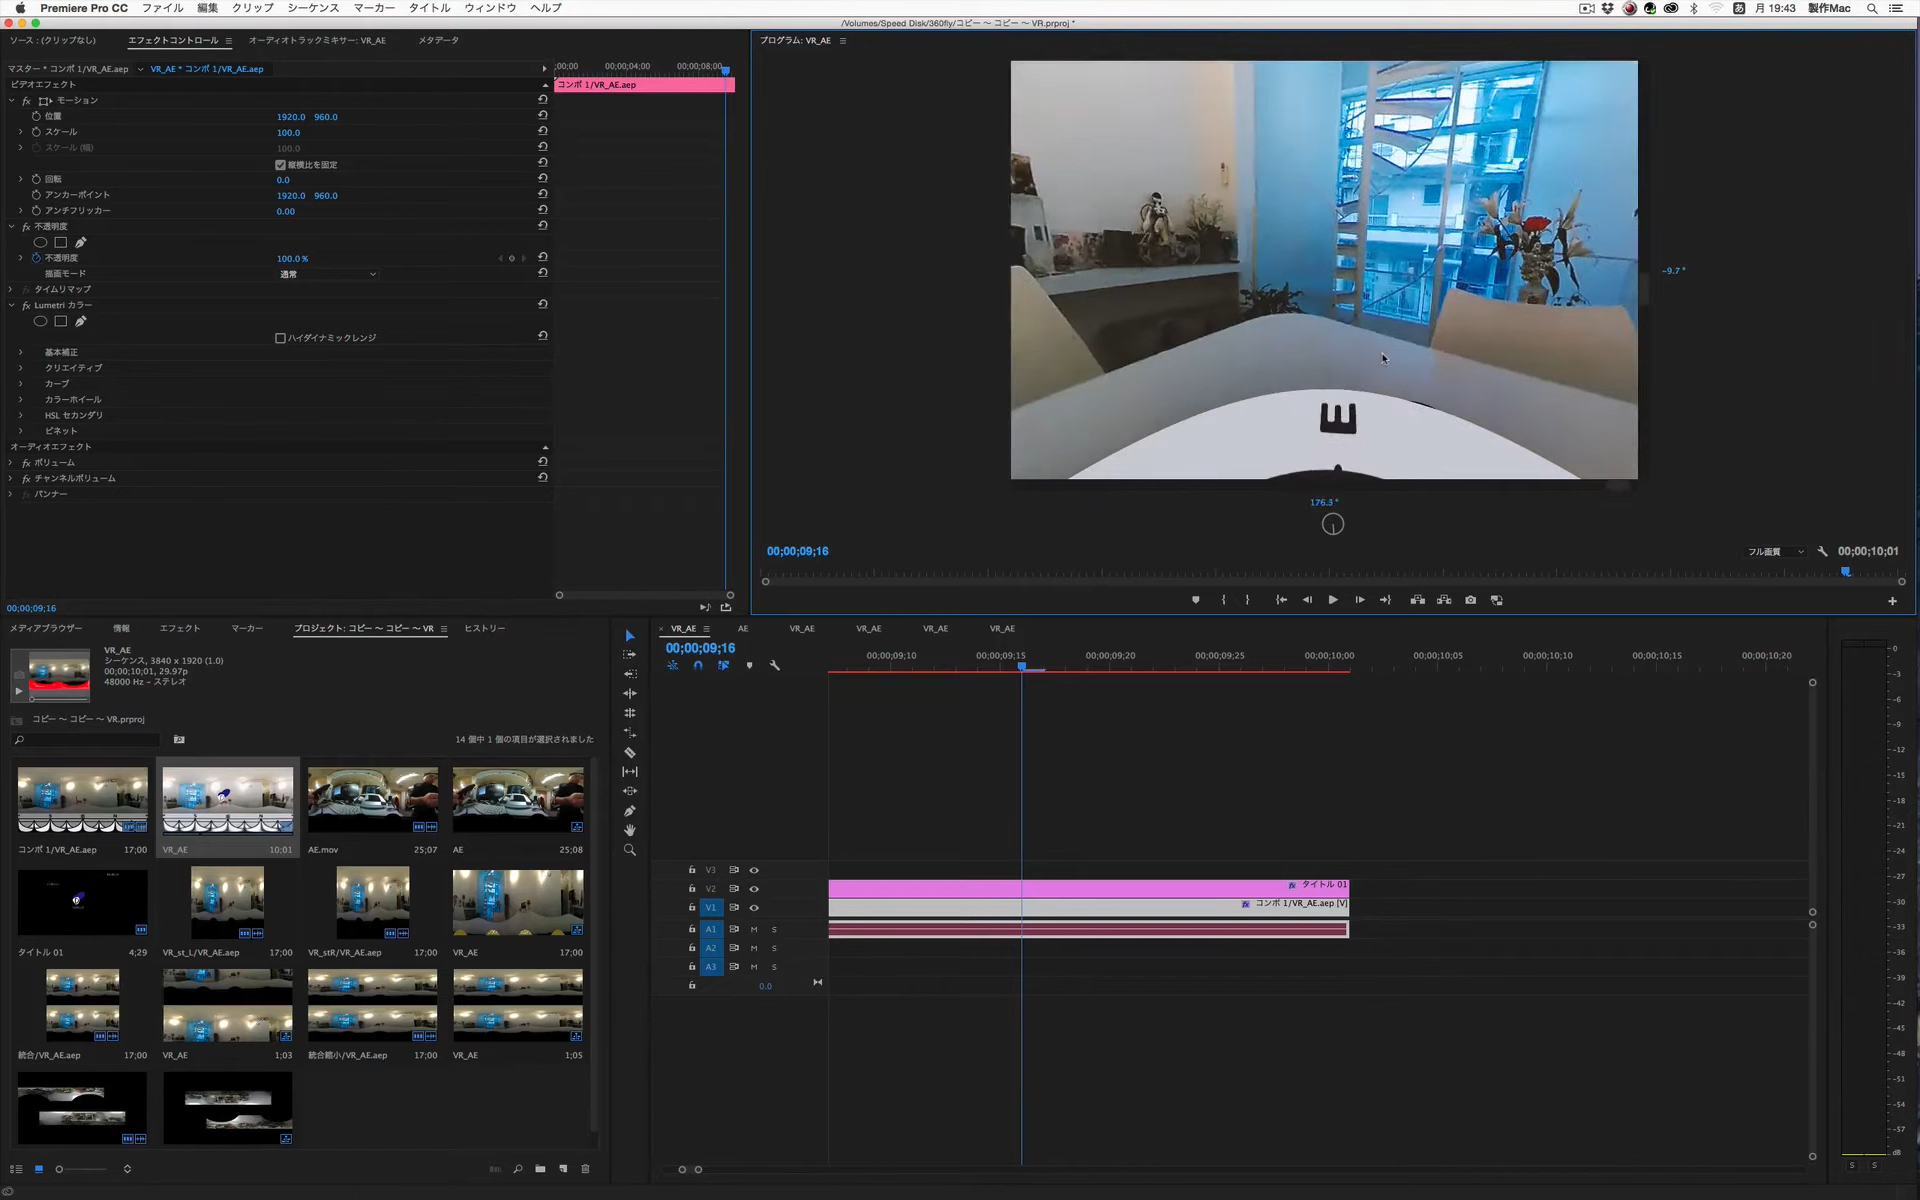 Premiere Pro CC ファイル 編集 クリップ シーケンス マーカー タイトル ウィンドウ ヘルプ
月 19:43 製作Mac
/Volumes/Speed Disk/360fly/コピー 〜 コピー 〜 VR.prproj *
ソース : (クリップなし) エフェクトコントロール オーディオトラックミキサー: VR_AE メタデータ
プログラム: VR_AE
マスター * コンポ 1/VR_AE.aep VR_AE * コンポ 1/VR_AE.aep
;00;00 00;00;04;00 00;00;08;00
ビデオエフェクト
コンポ 1/VR_AE.aep
fx モーション
位置 1920.0 960.0
スケール 100.0
スケール (幅) 100.0
縦横比を固定
回転 0.0
アンカーポイント 1920.0 960.0
アンチフリッカー 0.00
fx 不透明度
不透明度 100.0 %
描画モード 通常
タイムリマップ
fx Lumetri カラー
ハイダイナミックレンジ
基本補正
クリエイティブ
カーブ
カラーホイール
HSL セカンダリ
ビネット
オーディオエフェクト
fx ボリューム
fx チャンネルボリューム
パンナー
00;00;09;16
E
-9.7 °
176.3 °
00;00;09;16 フル画質 00;00;10;01
メディアブラウザー 情報 エフェクト マーカー プロジェクト: コピー 〜 コピー 〜 VR ヒストリー
VR_AE
シーケンス, 3840 x 1920 (1.0)
00;00;10;01, 29.97p
48000 Hz - ステレオ
コピー 〜 コピー 〜 VR.prproj
14 個中 1 個の項目が選択されました
コンポ 1/VR_AE.aep 17;00
VR_AE 10;01
AE.mov 25;07
AE 25;08
タイトル 01 4;29
VR_st_L/VR_AE.aep 17;00
VR_stR/VR_AE.aep 17;00
VR_AE 17;00
統合/VR_AE.aep 17;00
VR_AE 1;03
統合縮小/VR_AE.aep 17;00
VR_AE 1;05
VR_AE AE VR_AE VR_AE VR_AE VR_AE
00;00;09;16
00;00;09;10 00;00;09;15 00;00;09;20 00;00;09;25 00;00;10;00 00;00;10;05 00;00;10;10 00;00;10;15 00;00;10;20
V3
V2
fx タイトル 01
V1
fx コンポ 1/VR_AE.aep [V]
A1 M S
A2 M S
A3 M S
0.0
0
-3
-6
-9
-12
-15
-18
-21
-24
-27
-30
-33
-36
-39
-42
-45
-48
-51
-54
-57
dB
S S